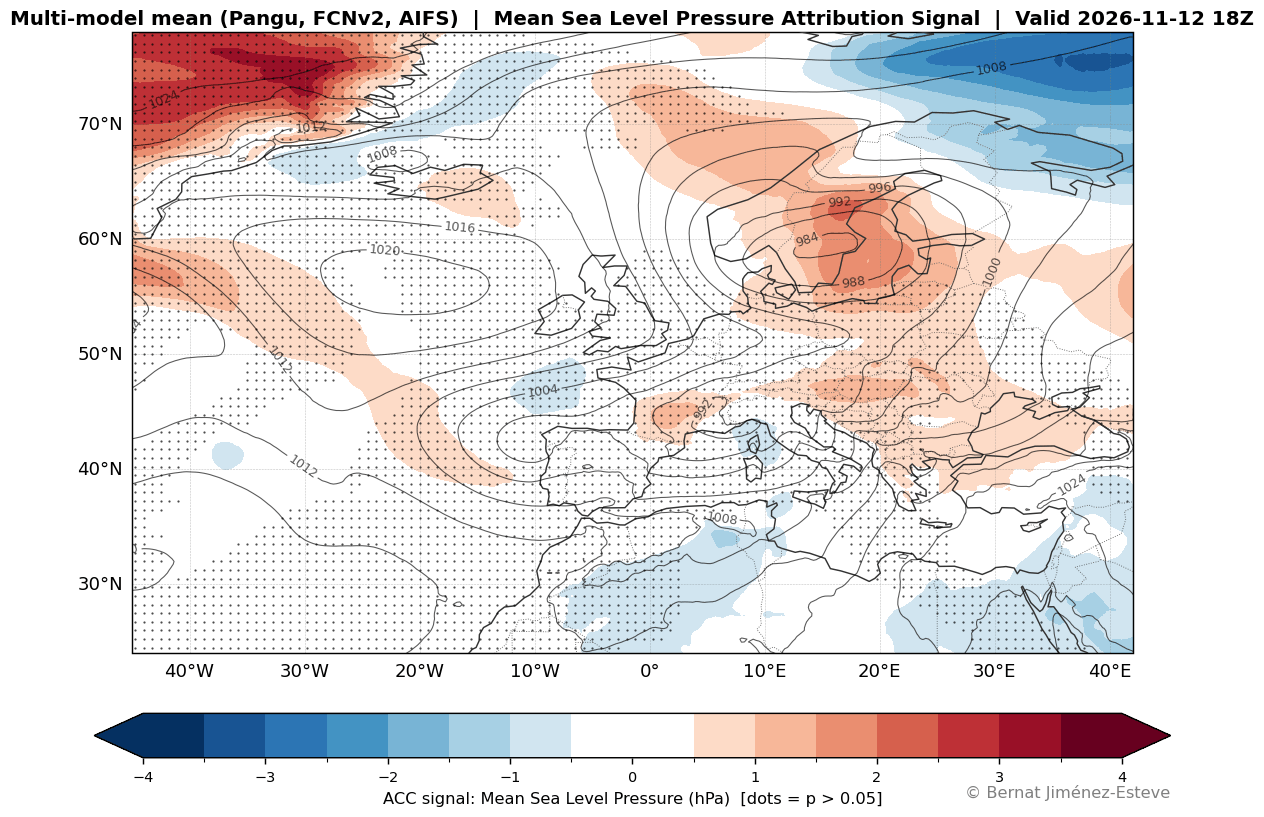 Multi-model mean (Pangu, FCNv2, AIFS)  |  Mean Sea Level Pressure Attribution Signal  |  Valid 2026-11-12 18Z
1008
1024
1012
1008
70°N
996
992
1016
984
60°N
1020
1000
988
1012
50°N
1004
992
1012
40°N
1024
1008
30°N
40°W 30°W 20°W 10°W 0° 10°E 20°E 30°E 40°E
−4 −3 −2 −1 0 1 2 3 4
ACC signal: Mean Sea Level Pressure (hPa)  [dots = p > 0.05]
© Bernat Jiménez-Esteve